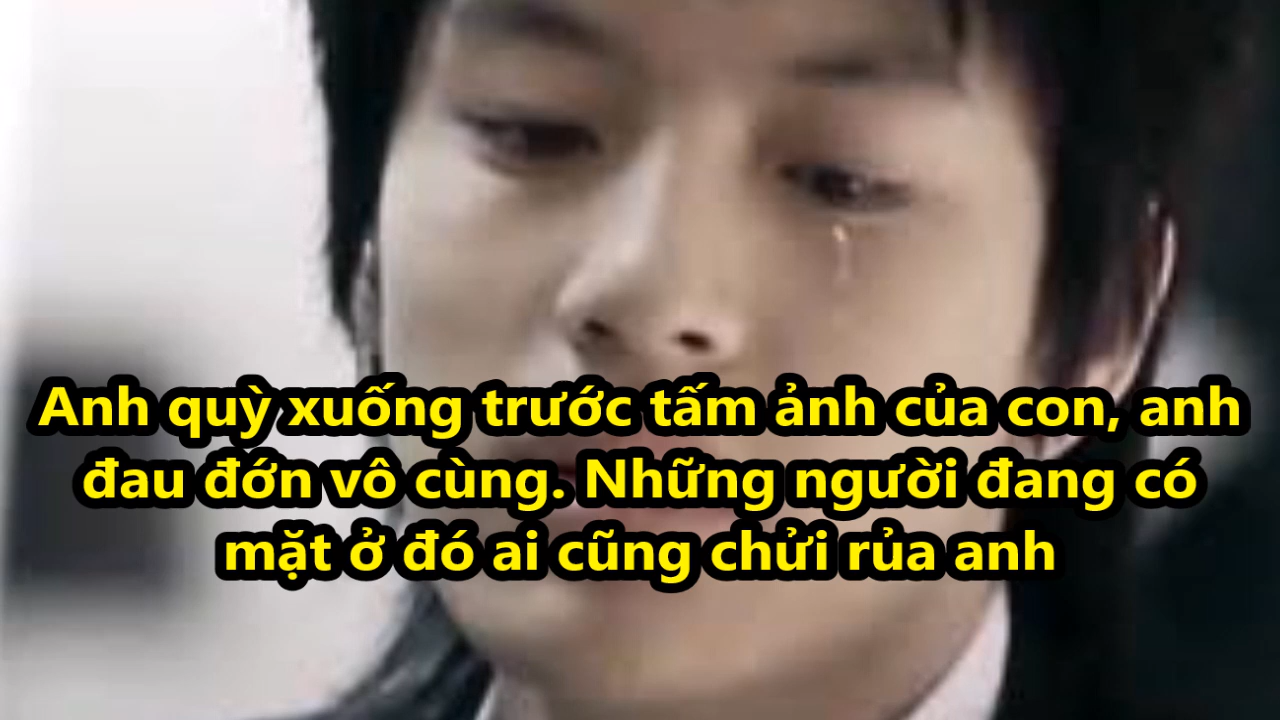 Anh quỳ xuống trước tấm ảnh của con, anh
đau đớn vô cùng. Những người đang có
mặt ở đó ai cũng chửi rủa anh